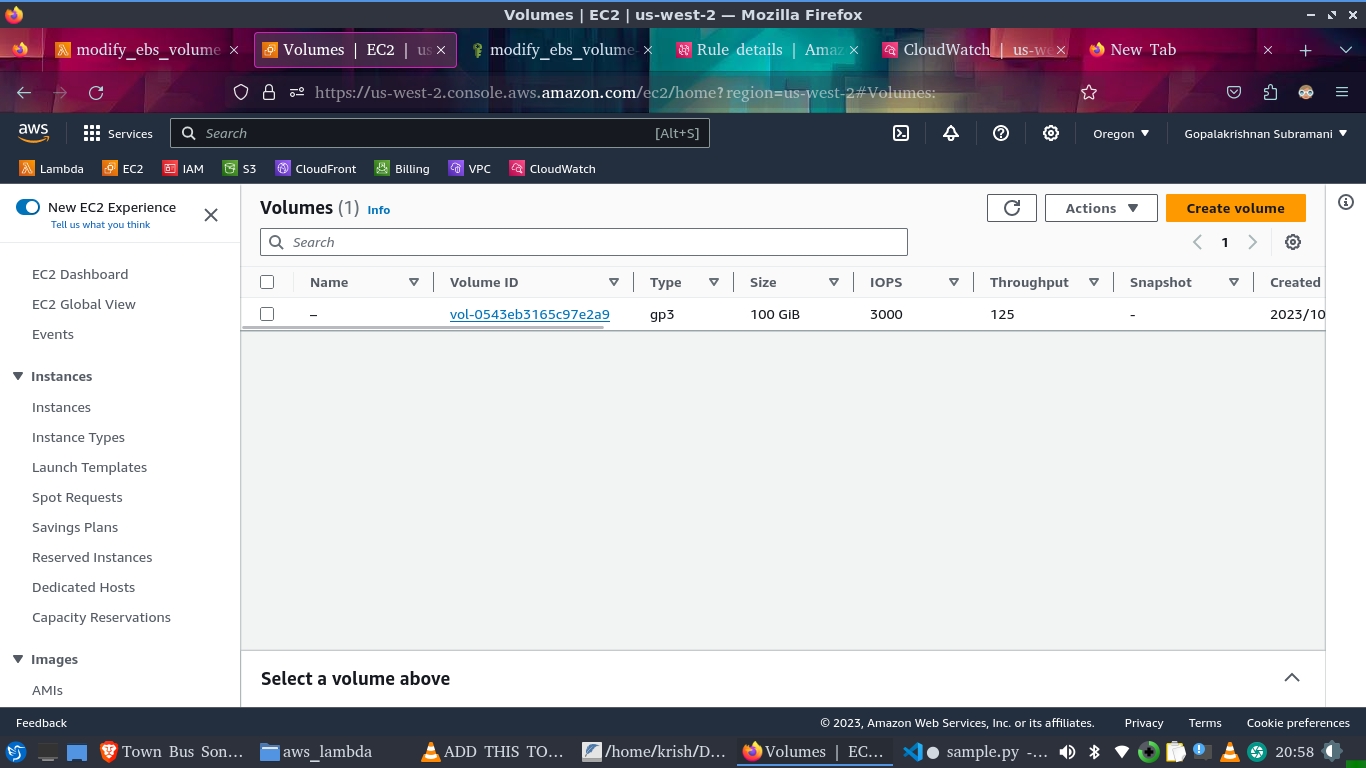 Volumes | EC2 | us-west-2 — Mozilla Firefox
modify_ebs_volume
Volumes | EC2 | us
modify_ebs_volume
Rule details | Amaz
CloudWatch | us-we
New Tab
https://us-west-2.console.aws.amazon.com/ec2/home?region=us-west-2#Volumes:
aws
Services
Search
[Alt+S]
Oregon
Gopalakrishnan Subramani
Lambda
EC2
IAM
S3
CloudFront
Billing
VPC
CloudWatch
New EC2 Experience
Tell us what you think
EC2 Dashboard
EC2 Global View
Events
Instances
Instances
Instance Types
Launch Templates
Spot Requests
Savings Plans
Reserved Instances
Dedicated Hosts
Capacity Reservations
Images
AMIs
Volumes (1) Info
Actions
Create volume
Search
1
Name Volume ID Type Size IOPS Throughput Snapshot Created
– vol-0543eb3165c97e2a9 gp3 100 GiB 3000 125 - 2023/10
Select a volume above
Feedback
© 2023, Amazon Web Services, Inc. or its affiliates.
Privacy
Terms
Cookie preferences
Town Bus Son...
aws_lambda
ADD THIS TO...
/home/krish/D...
Volumes | EC...
● sample.py -...
20:58